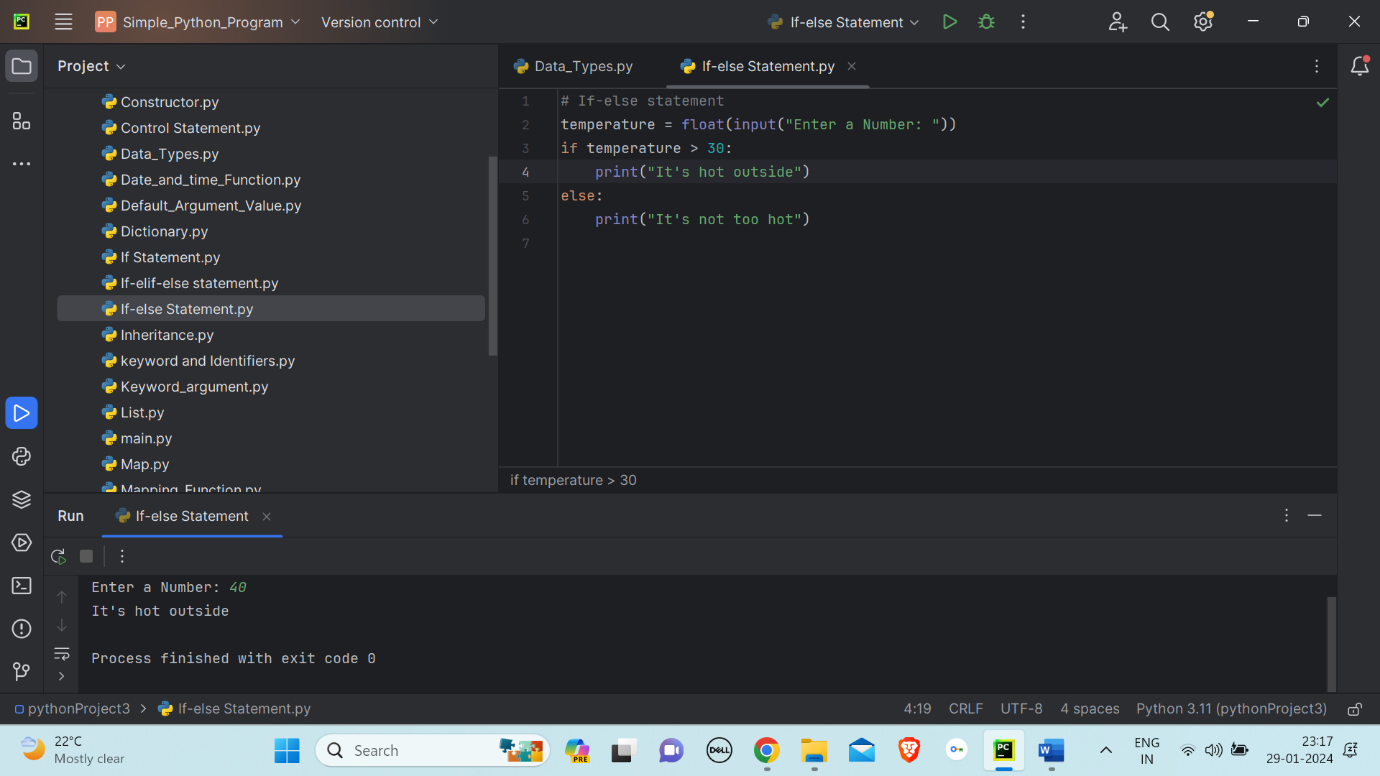 PC
PP Simple_Python_Program
Version control
If-else Statement
Project
Constructor.py
Control Statement.py
Data_Types.py
Date_and_time_Function.py
Default_Argument_Value.py
Dictionary.py
If Statement.py
If-elif-else statement.py
If-else Statement.py
Inheritance.py
keyword and Identifiers.py
Keyword_argument.py
List.py
main.py
Map.py
Mapping_Function.py
Data_Types.py
If-else Statement.py
1 # If-else statement
2 temperature = float(input("Enter a Number: "))
3 if temperature > 30:
4     print("It's hot outside")
5 else:
6     print("It's not too hot")
7
if temperature > 30
Run If-else Statement
Enter a Number: 40
It's hot outside
Process finished with exit code 0
pythonProject3 > If-else Statement.py
4:19 CRLF UTF-8 4 spaces Python 3.11 (pythonProject3)
22°C
Mostly clear
Search
PRE
DELL
PC
W
ENG
IN
23:17
29-01-2024